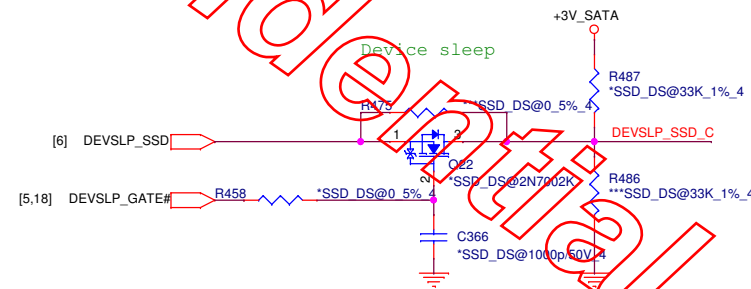 +3V_SATA
Device sleep
R487
*SSD_DS@33K_1%_4
R475
***SSD_DS@0_5%_4
[6] DEVSLP_SSD
1
3
DEVSLP_SSD_C
Q22
*SSD_DS@2N7002K
2
R486
***SSD_DS@33K_1%_4
[5,18] DEVSLP_GATE#
R458
*SSD_DS@0_5%_4
C366
*SSD_DS@1000p/50V_4
dential